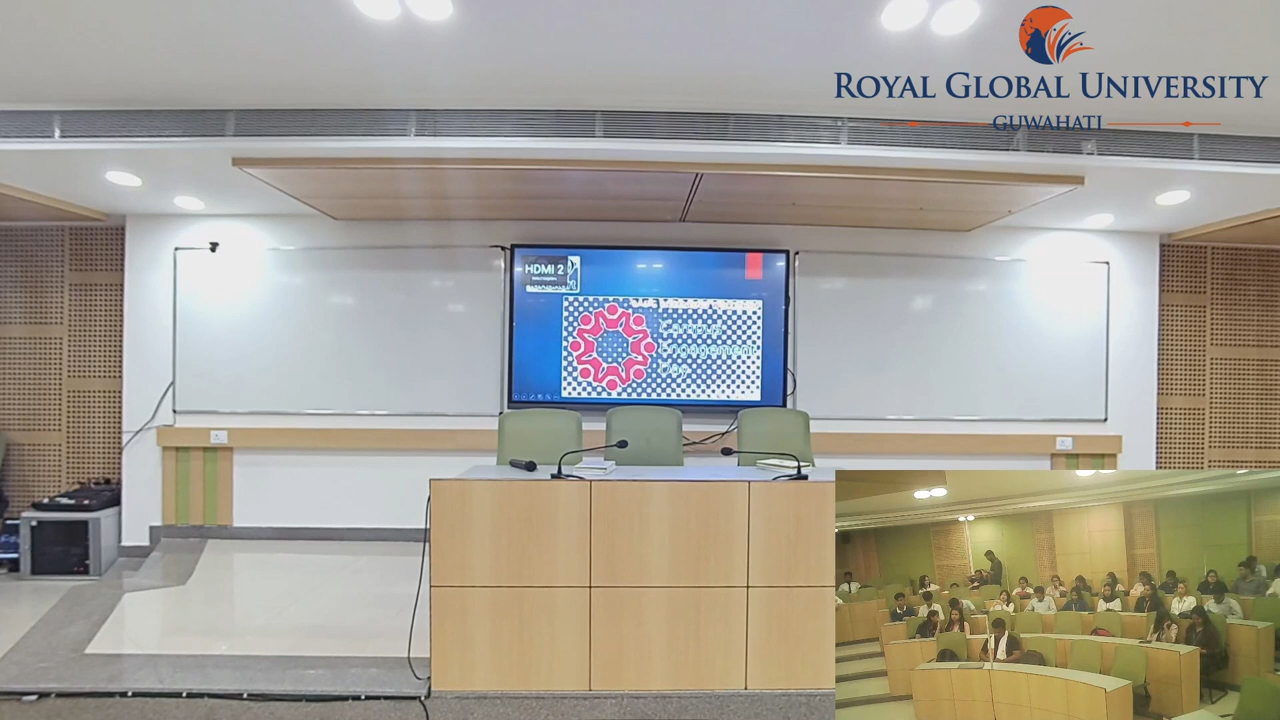 ROYAL GLOBAL UNIVERSITY
GUWAHATI
HDMI 2
Campus
Engagement
Day